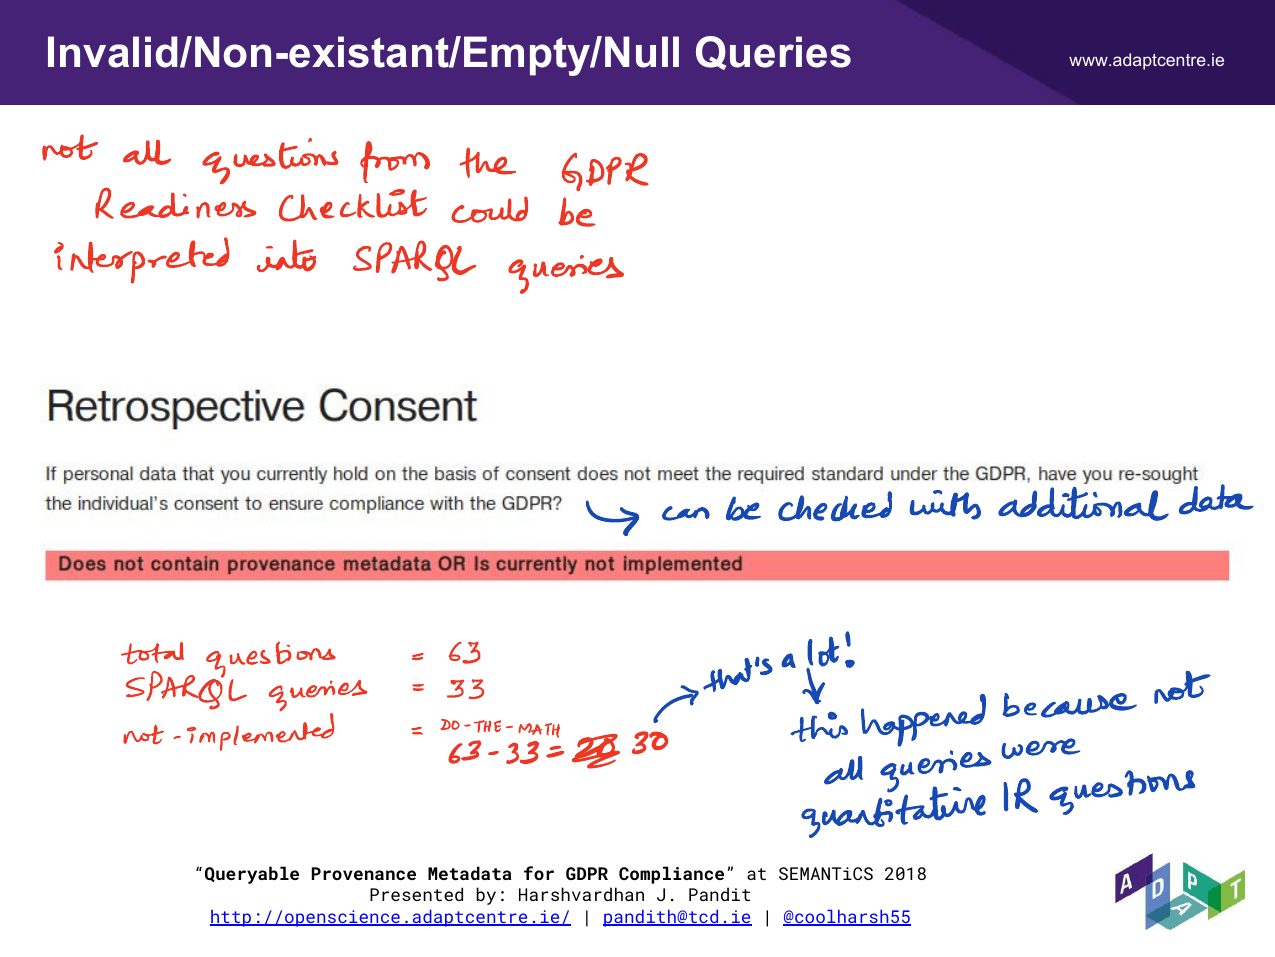 Invalid/Non-existant/Empty/Null Queries
www.adaptcentre.ie
not all questions from the GDPR
Readiness Checklist could be
interpreted into SPARQL queries
Retrospective Consent
If personal data that you currently hold on the basis of consent does not meet the required standard under the GDPR, have you re-sought
the individual's consent to ensure compliance with the GDPR?
can be checked with additional data
Does not contain provenance metadata OR Is currently not implemented
total questions = 63
SPARQL queries = 33
not-implemented = DO-THE-MATH
63-33= 30
that's a lot!
this happened because not
all queries were
quantitative IR questions
“Queryable Provenance Metadata for GDPR Compliance” at SEMANTiCS 2018
Presented by: Harshvardhan J. Pandit
http://openscience.adaptcentre.ie/ | pandith@tcd.ie | @coolharsh55
ADAPT